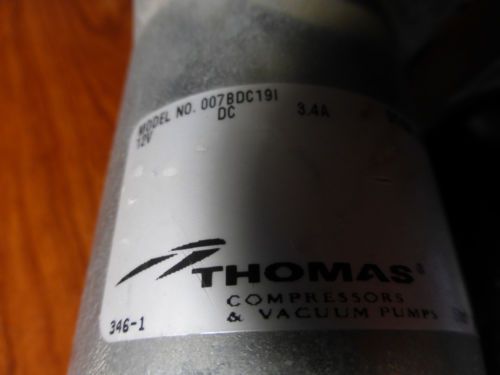 MODEL NO. 007BDC19I 3.4A
12V DC
THOMAS
COMPRESSORS
& VACUUM PUMPS
346-1